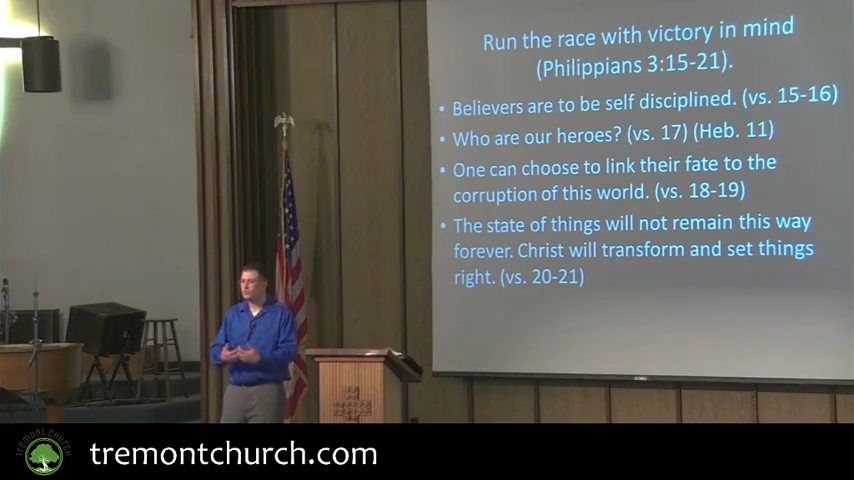 Run the race with victory in mind
(Philippians 3:15-21).
• Believers are to be self disciplined. (vs. 15-16)
• Who are our heroes? (vs. 17) (Heb. 11)
• One can choose to link their fate to the
corruption of this world. (vs. 18-19)
• The state of things will not remain this way
forever. Christ will transform and set things
right. (vs. 20-21)
TREMONT CHURCH
tremontchurch.com